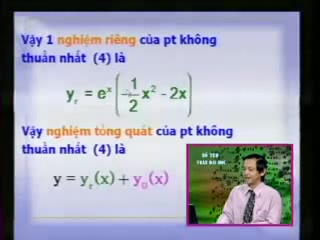 Vậy 1 nghiệm riêng của pt không
thuần nhất (4) là
y_r = e^x (-1/2 x^2 - 2x)
Vậy nghiệm tổng quát của pt không
thuần nhất (4) là
y = y_r(x) + y_0(x)